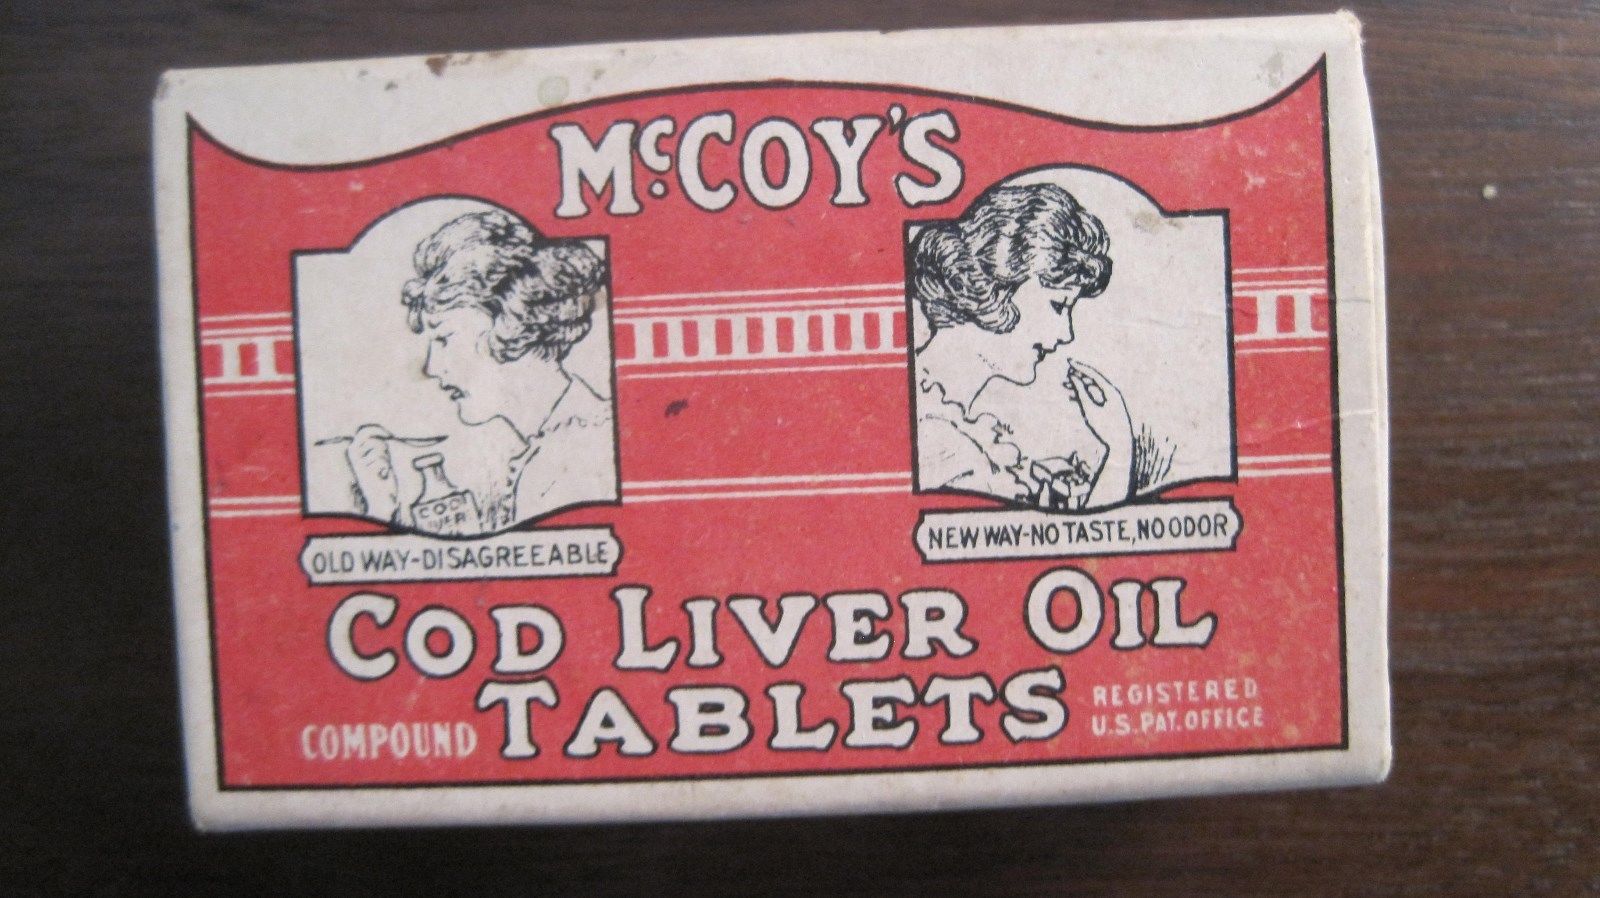 McCOY'S
COD
LIVER
OLD WAY-DISAGREEABLE
NEW WAY-NO TASTE, NO ODOR
COD LIVER OIL
COMPOUND TABLETS
REGISTERED
U.S. PAT. OFFICE